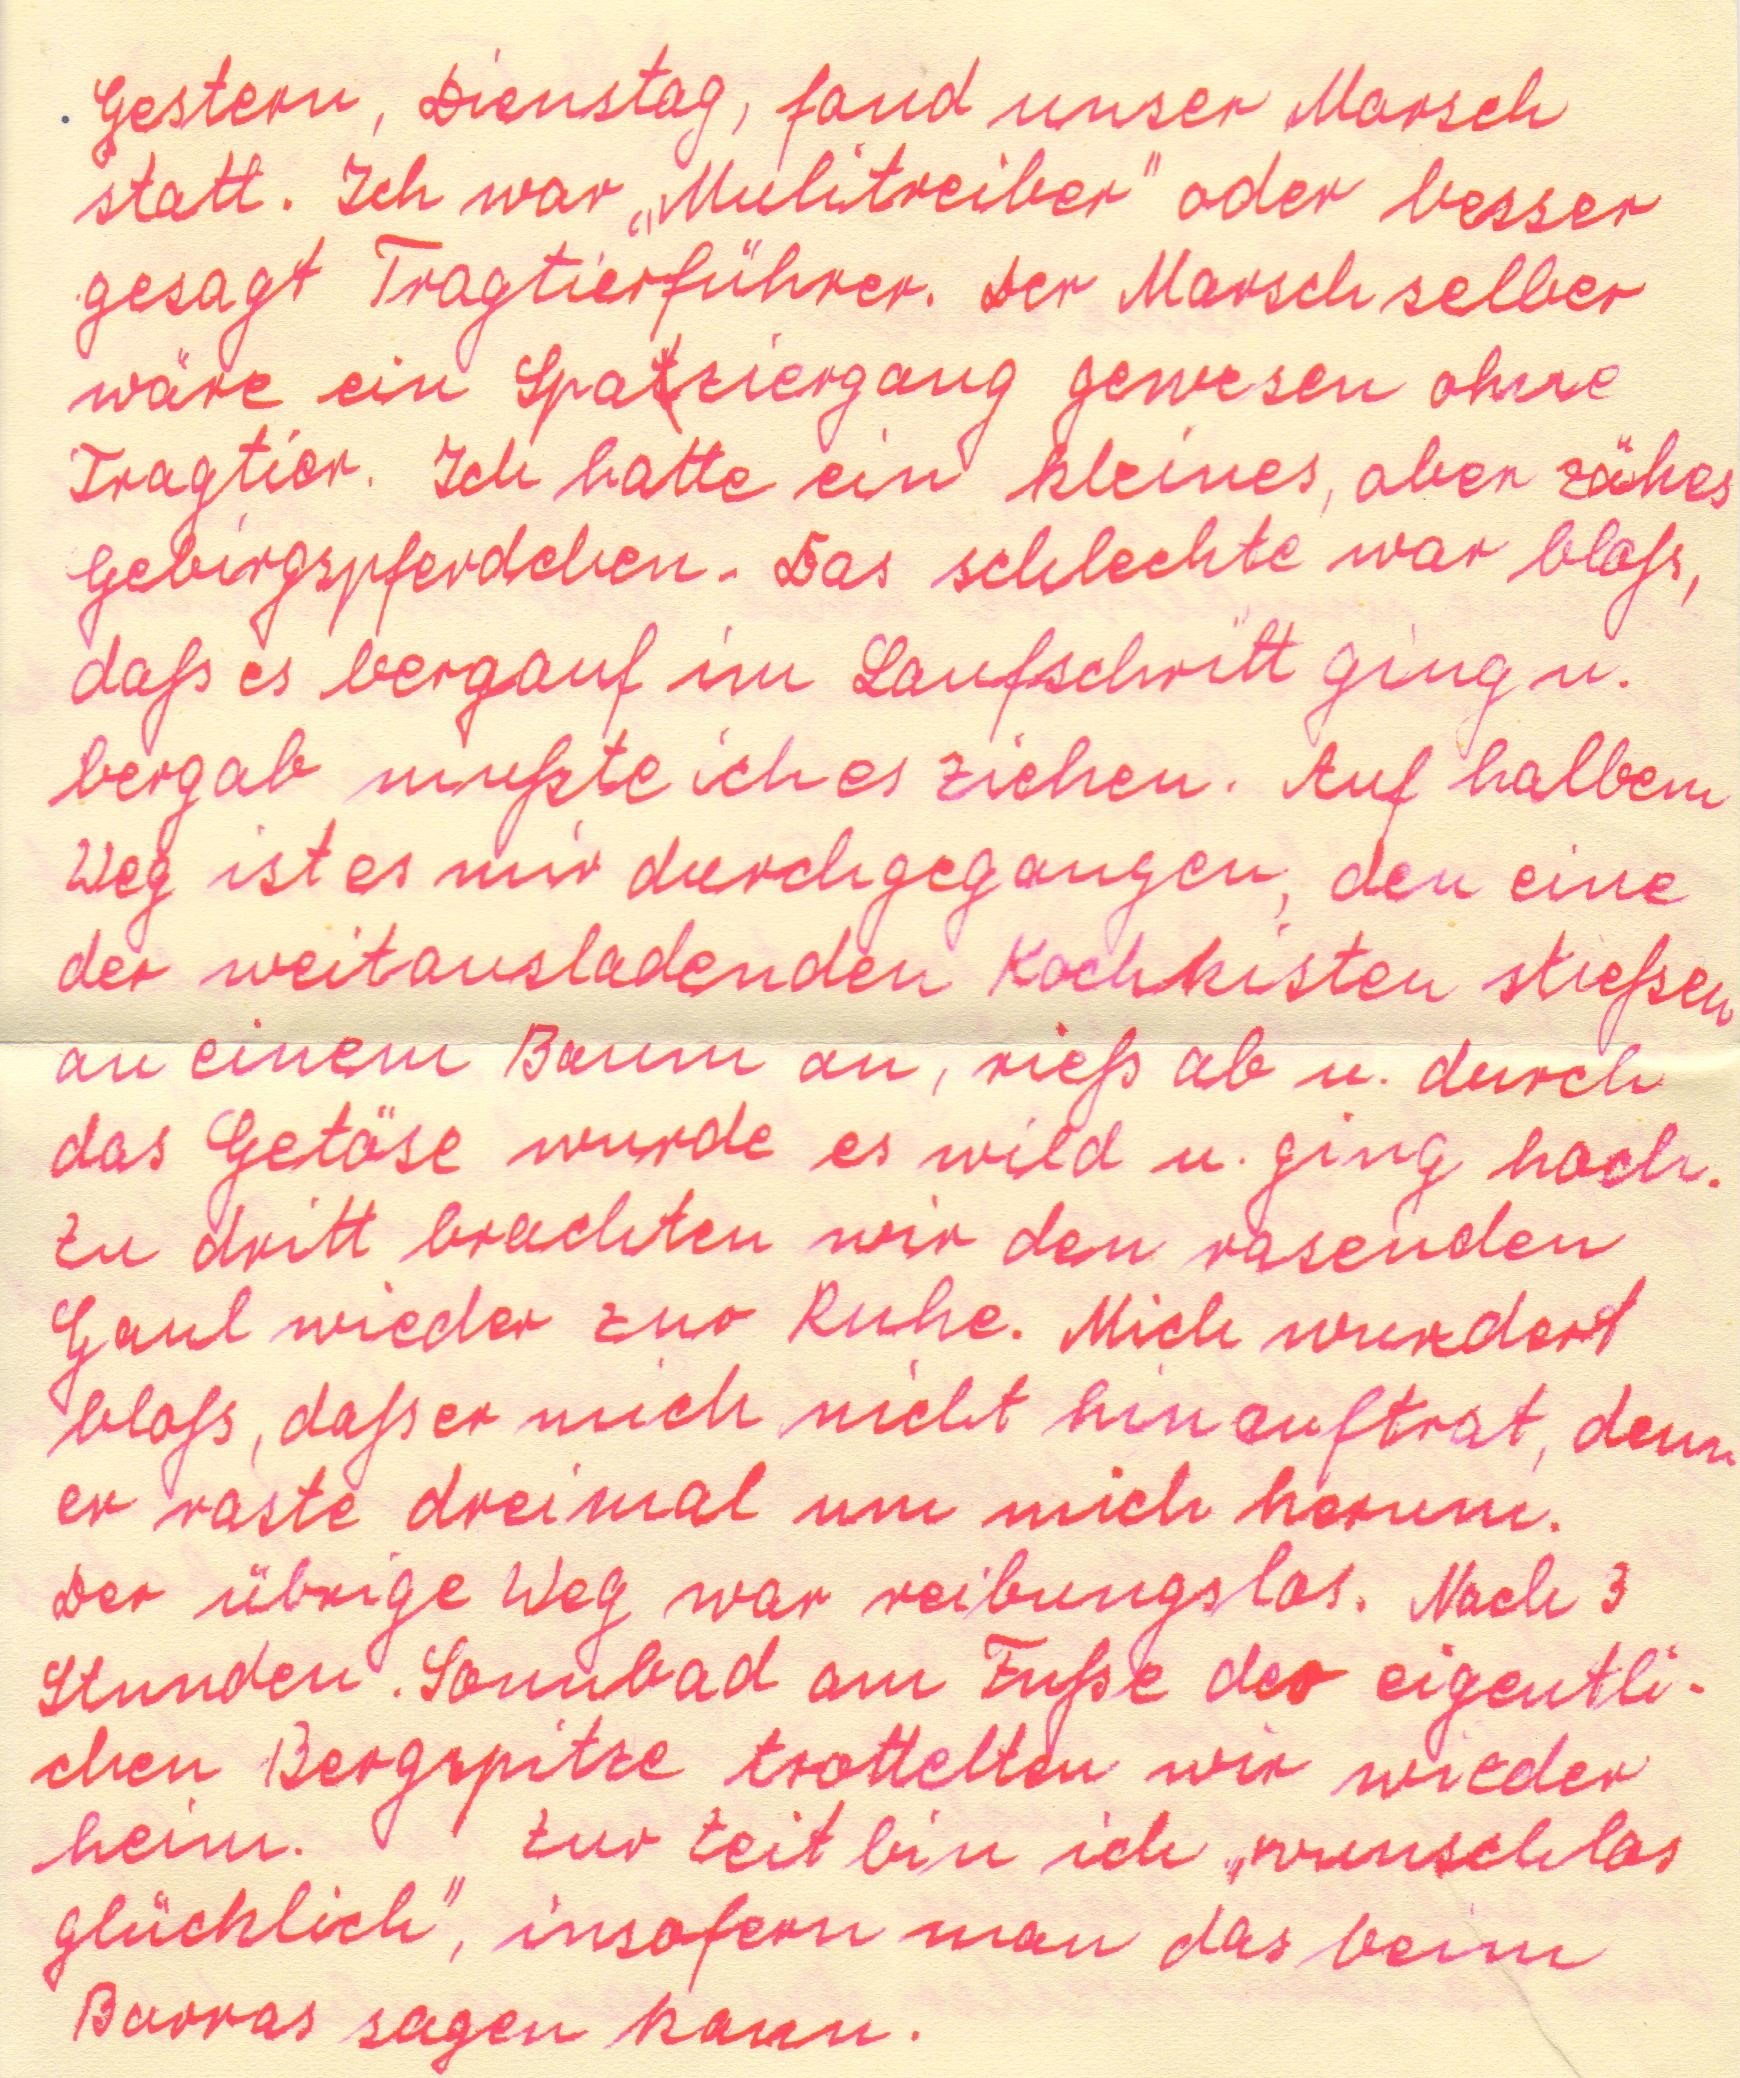 Gestern, Dienstag, fand unser Marsch
statt. Ich war „Mulitreiber" oder besser
gesagt Tragtierführer. Der Marsch selber
wäre ein Spatziergang gewesen ohne
Tragtier. Ich hatte ein kleines, aber zähes
Gebirgspferdchen. Das schlechte war bloß,
daß es bergauf im Laufschritt ging u.
bergab mußte ich es ziehen. Auf halbem
Weg ist es mir durchgegangen, den eine
der weitausladenden Kochkisten stießen
an einem Baum an, rieß ab u. durch
das Getöse wurde es wild u. ging hoch.
Zu dritt brachten wir den rasenden
Gaul wieder zur Ruhe. Mich wundert
bloß, daß er mich nicht hinauftrat, denn
er raste dreimal um mich herum.
Der übrige Weg war reibungslos. Nach 3
Stunden Sonnbad am Fuße der eigentli-
chen Bergspitze trottelten wir wieder
heim. Zur Zeit bin ich „wunschlos
glücklich", insofern man das beim
Barras sagen kann.